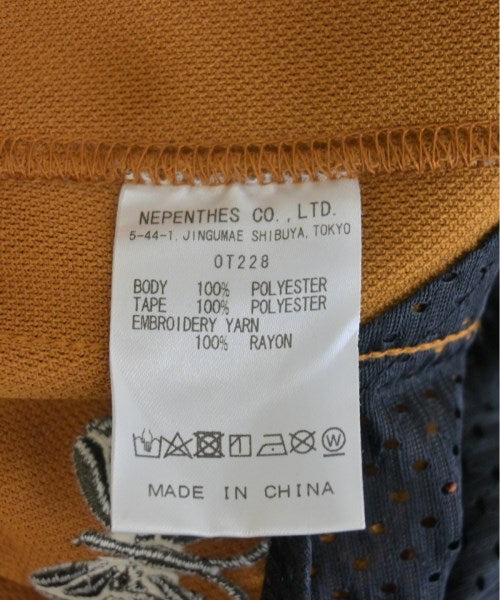 NEPENTHES CO.,LTD.
5-44-1, JINGUMAE SHIBUYA, TOKYO
OT228
BODY 100% POLYESTER
TAPE 100% POLYESTER
EMBROIDERY YARN
100% RAYON
W
MADE IN CHINA